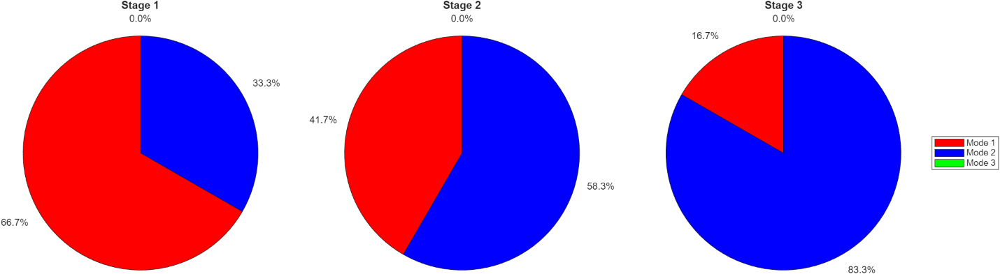 Stage 1
0.0%
33.3%
66.7%
Stage 2
0.0%
41.7%
58.3%
Stage 3
0.0%
16.7%
83.3%
Mode 1
Mode 2
Mode 3